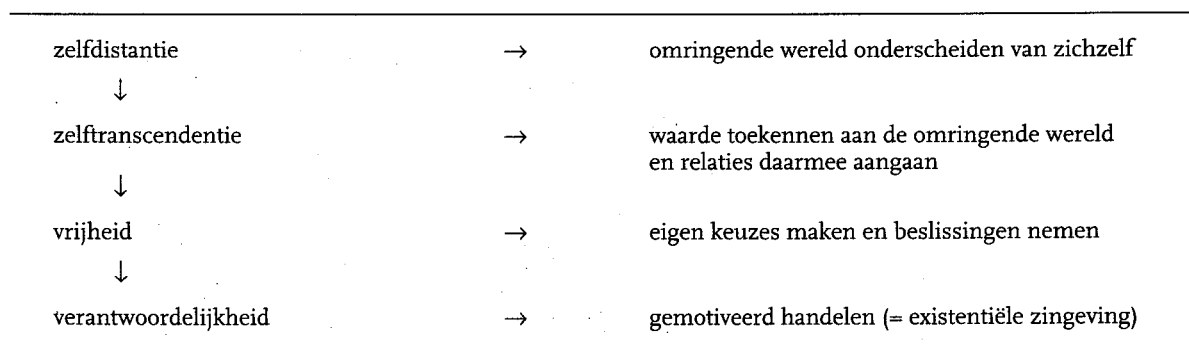 zelfdistantie → omringende wereld onderscheiden van zichzelf
↓
zelftranscendentie → waarde toekennen aan de omringende wereld
en relaties daarmee aangaan
↓
vrijheid → eigen keuzes maken en beslissingen nemen
↓
verantwoordelijkheid → gemotiveerd handelen (= existentiële zingeving)